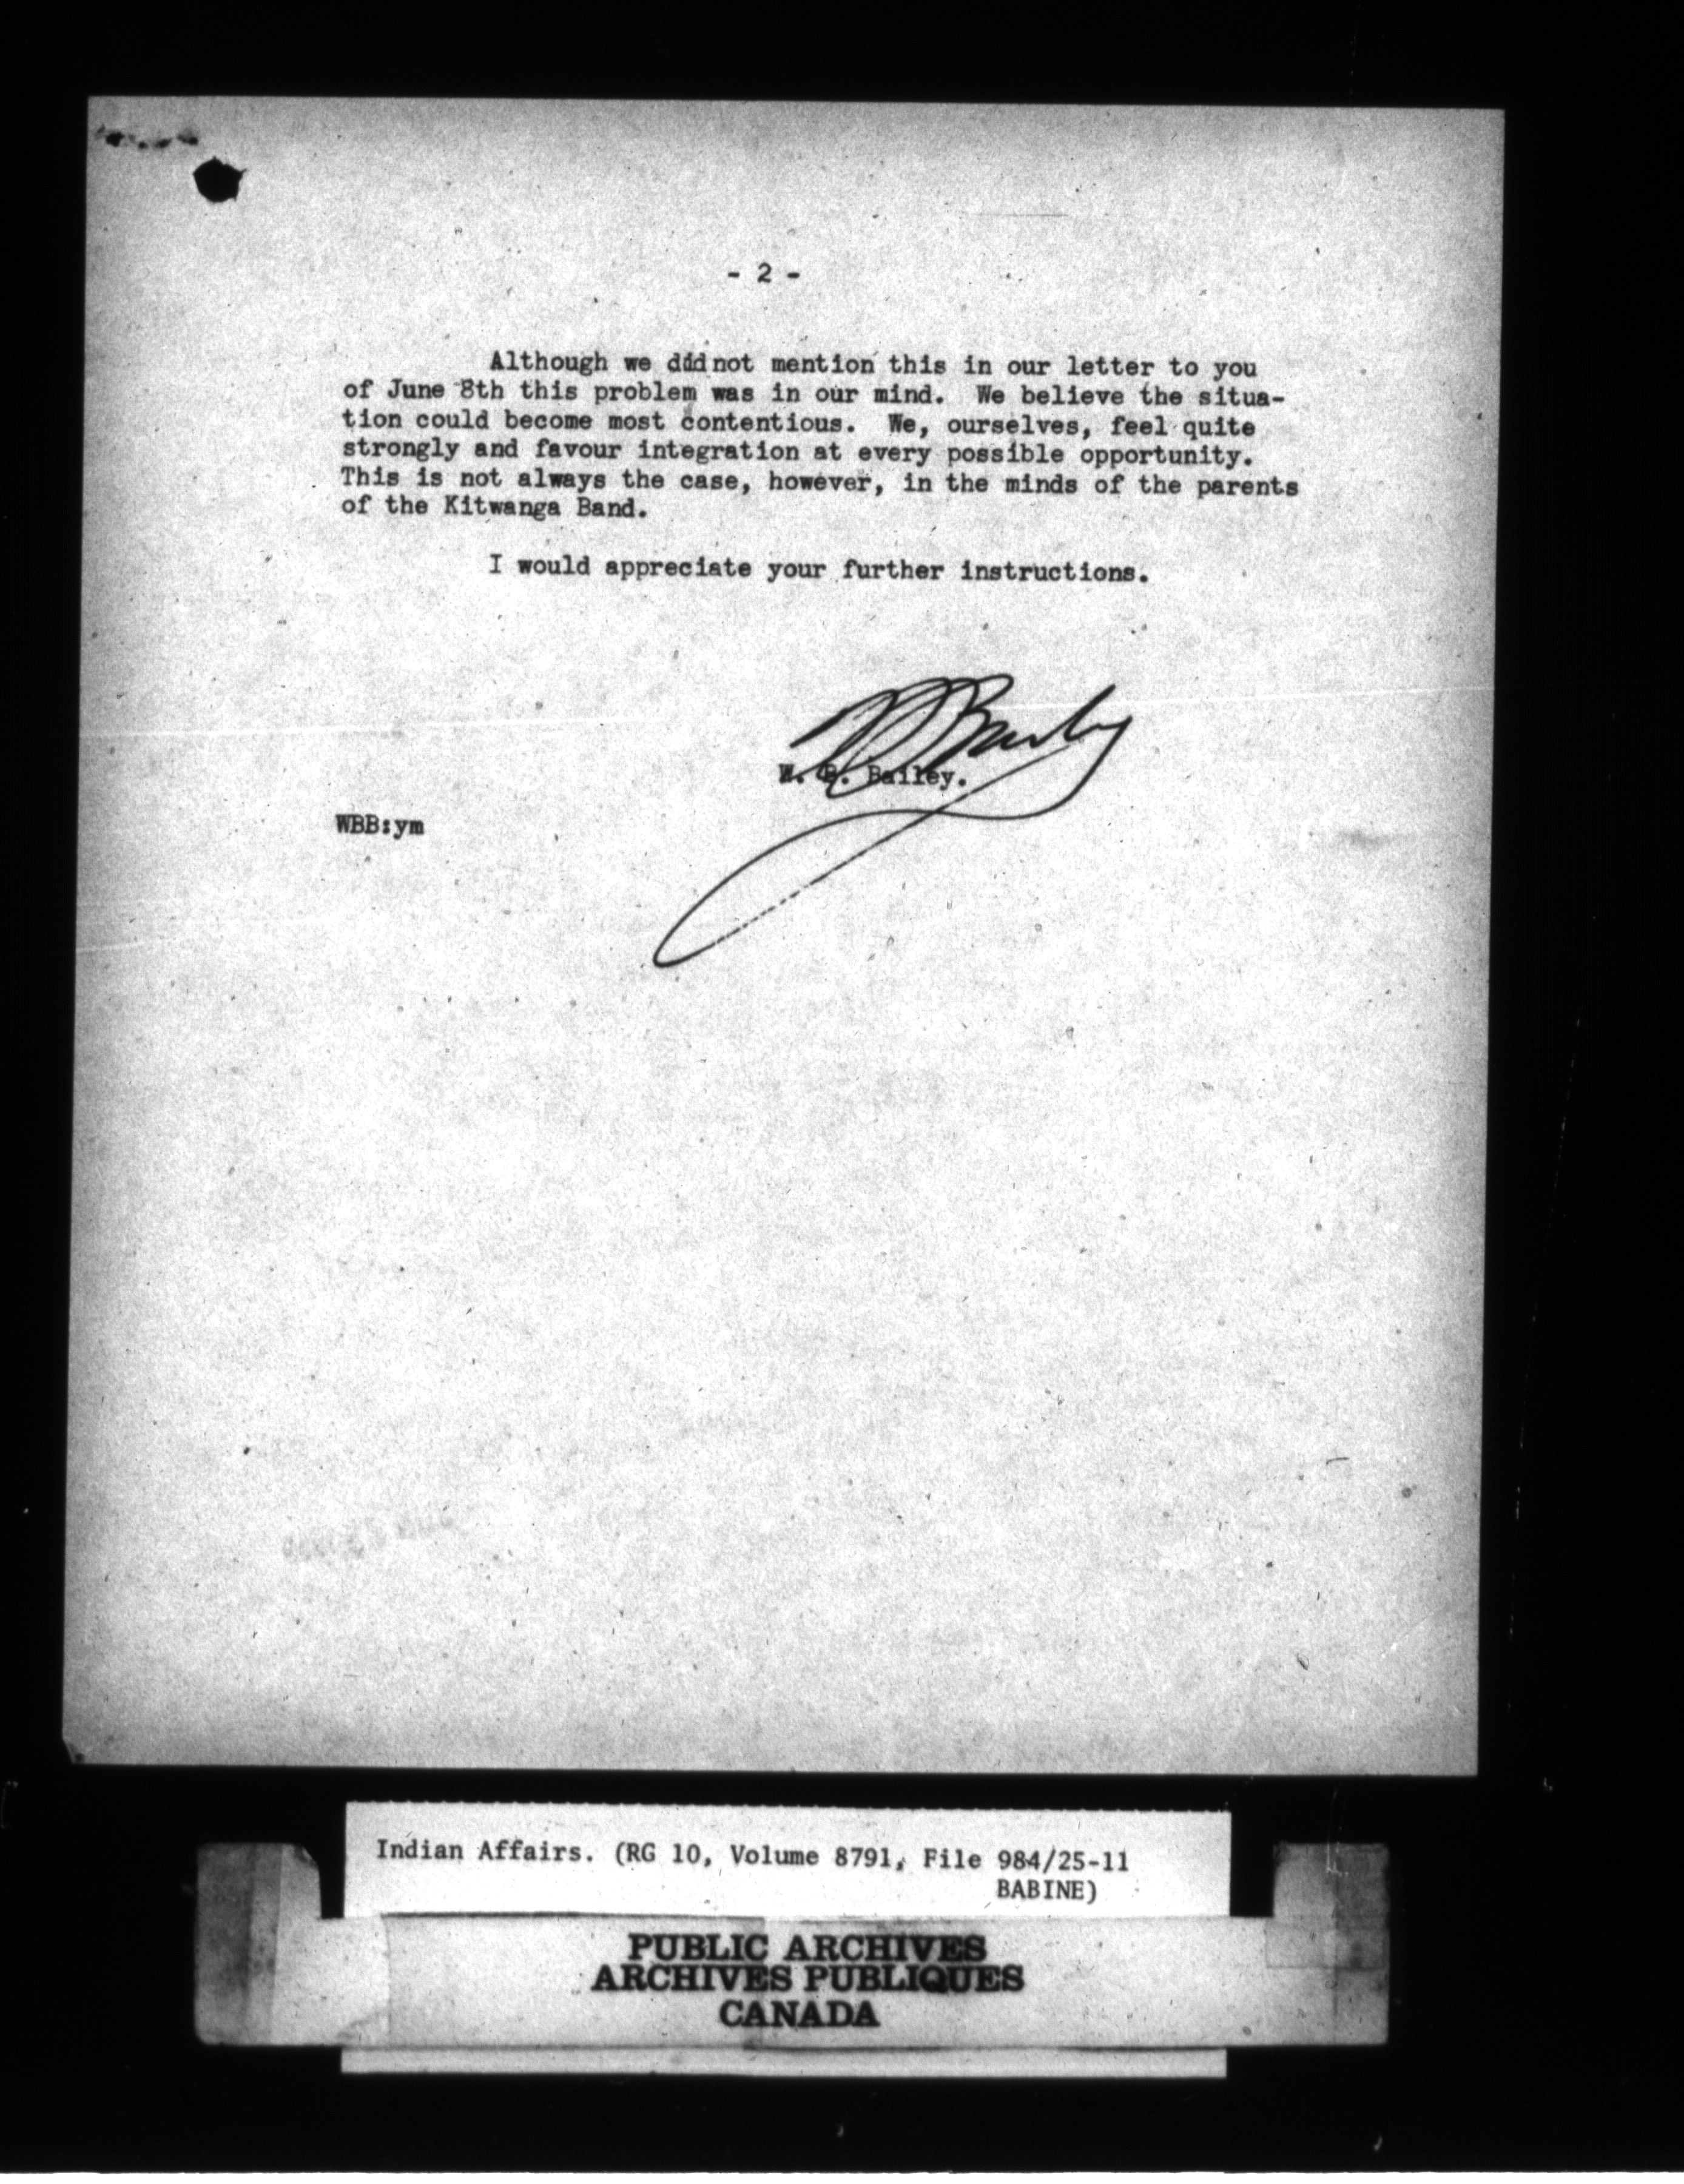 - 2 -
Although we did not mention this in our letter to you
of June 8th this problem was in our mind. We believe the situa-
tion could become most contentious. We, ourselves, feel quite
strongly and favour integration at every possible opportunity.
This is not always the case, however, in the minds of the parents
of the Kitwanga Band.
I would appreciate your further instructions.
W. B. Bailey.
WBB:ym
Indian Affairs. (RG 10, Volume 8791, File 984/25-11
BABINE)
PUBLIC ARCHIVES
ARCHIVES PUBLIQUES
CANADA